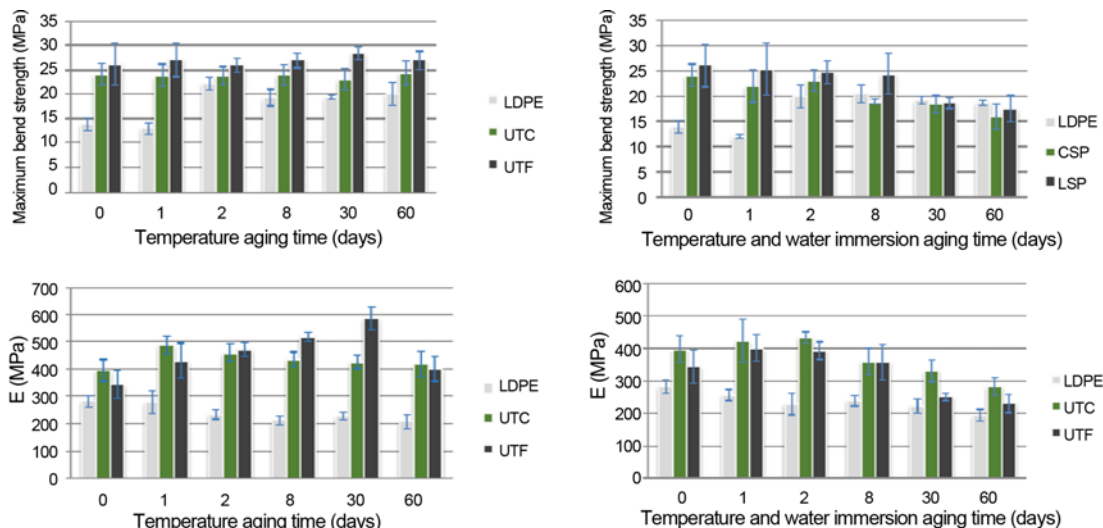 Maximum bend strength (MPa)
35
30
25
20
15
10
5
0
0 1 2 8 30 60
Temperature aging time (days)
LDPE
UTC
UTF
Maximum bend strength (MPa)
35
30
25
20
15
10
5
0
0 1 2 8 30 60
Temperature and water immersion aging time (days)
LDPE
CSP
LSP
E (MPa)
700
600
500
400
300
200
100
0
0 1 2 8 30 60
Temperature aging time (days)
LDPE
UTC
UTF
E (MPa)
600
500
400
300
200
100
0
0 1 2 8 30 60
Temperature and water immersion aging time (days)
LDPE
UTC
UTF